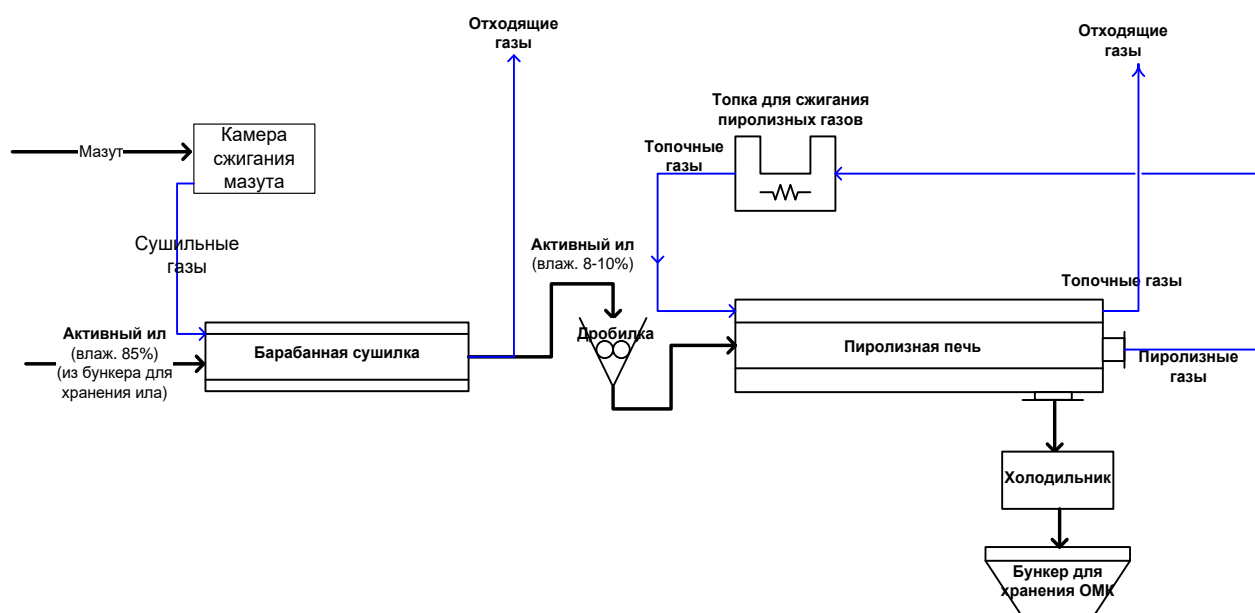 Отходящие
газы
Отходящие
газы
Топка для сжигания
пиролизных газов
Камера
сжигания
мазута
Мазут
Топочные
газы
Сушильные
газы
Активный ил
(влаж. 8-10%)
Топочные газы
Активный ил
(влаж. 85%)
(из бункера для
хранения ила)
Барабанная сушилка
Дробилка
Пиролизная печь
Пиролизные
газы
Холодильник
Бункер для
хранения ОМК